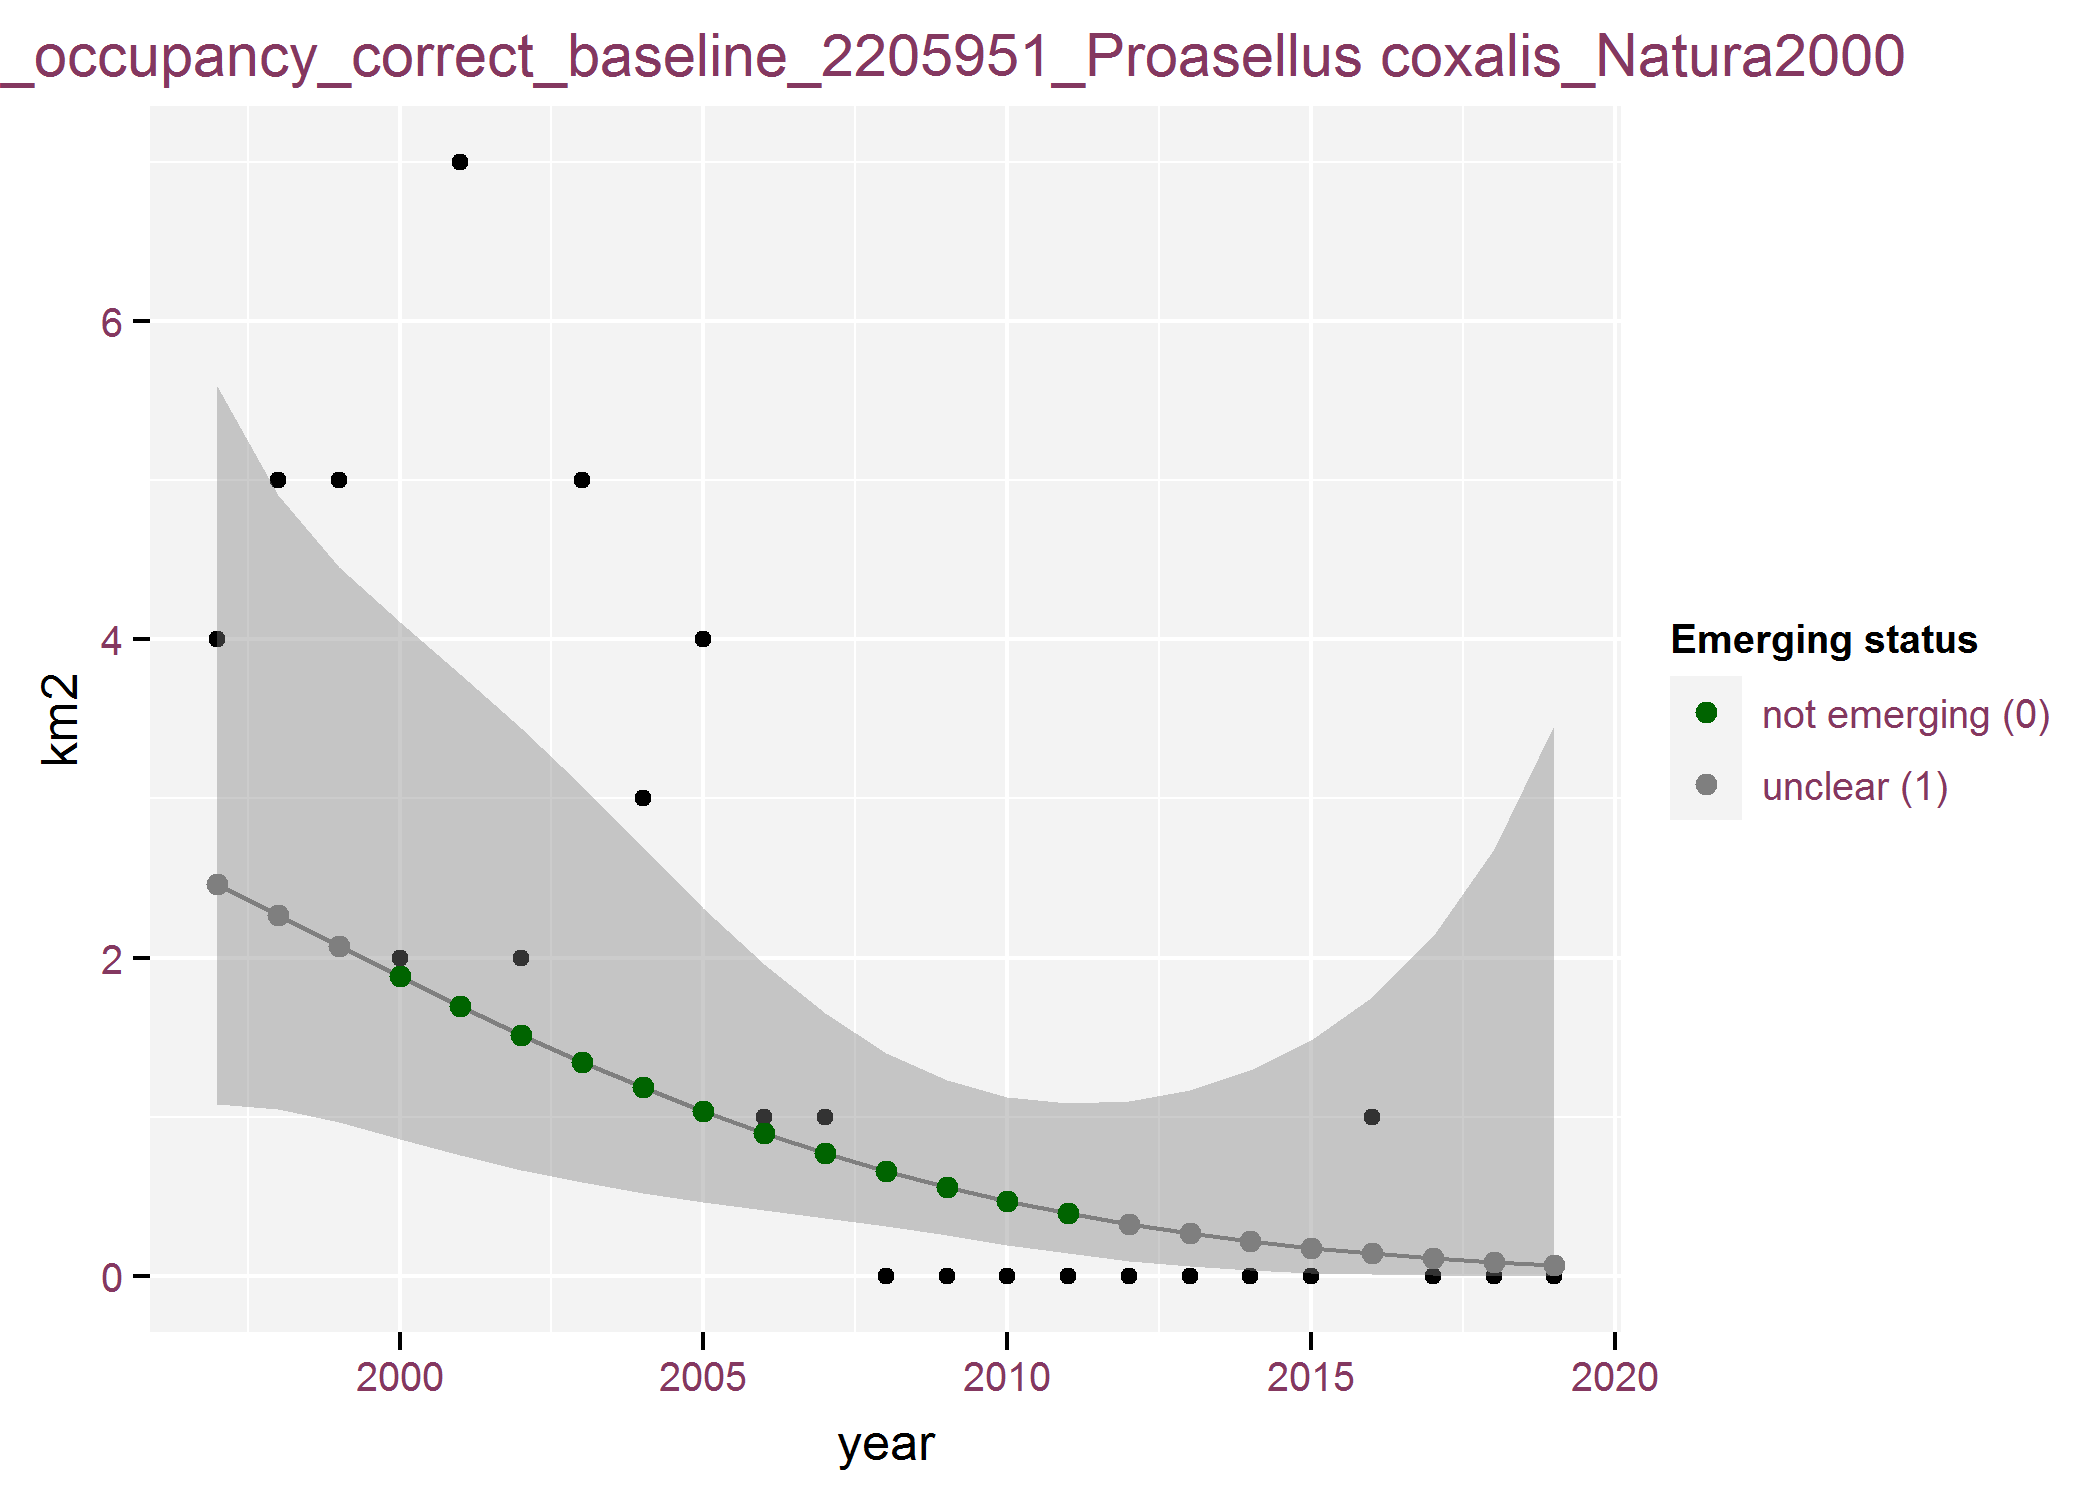 _occupancy_correct_baseline_2205951_Proasellus coxalis_Natura2000
6
4
2
0
km2
2000
2005
2010
2015
2020
year
Emerging status
not emerging (0)
unclear (1)